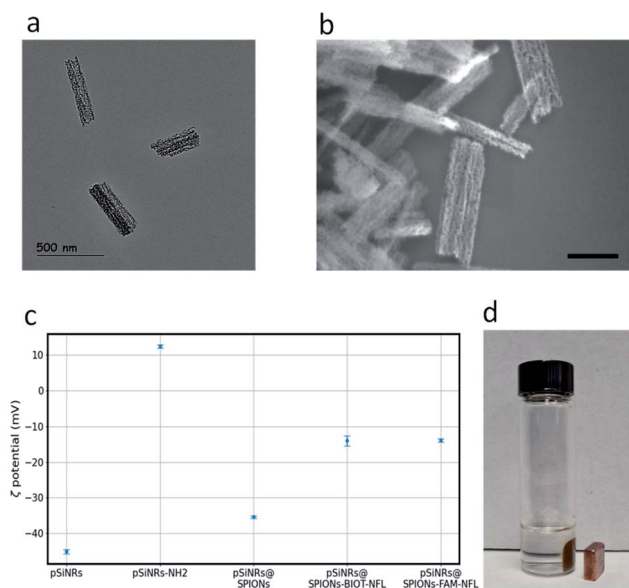 a
b
500 nm
c
ζ potential (mV)
10
0
−10
−20
−30
−40
pSiNRs
pSiNRs-NH2
pSiNRs@
SPIONs
pSiNRs@
SPIONs-BIOT-NFL
pSiNRs@
SPIONs-FAM-NFL
d